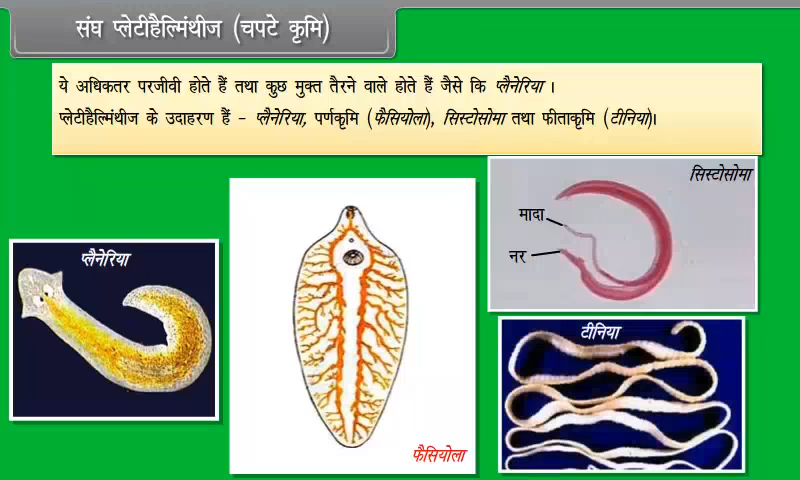 संघ प्लेटीहैल्मिंथीज (चपटे कृमि)
ये अधिकतर परजीवी होते हैं तथा कुछ मुक्त तैरने वाले होते हैं जैसे कि प्लैनेरिया ।
प्लेटीहैल्मिंथीज के उदाहरण हैं - प्लैनेरिया, पर्णकृमि (फैसियोला), सिस्टोसोमा तथा फीताकृमि (टीनिया)।
सिस्टोसोमा
मादा
नर
प्लैनेरिया
टीनिया
फैसियोला